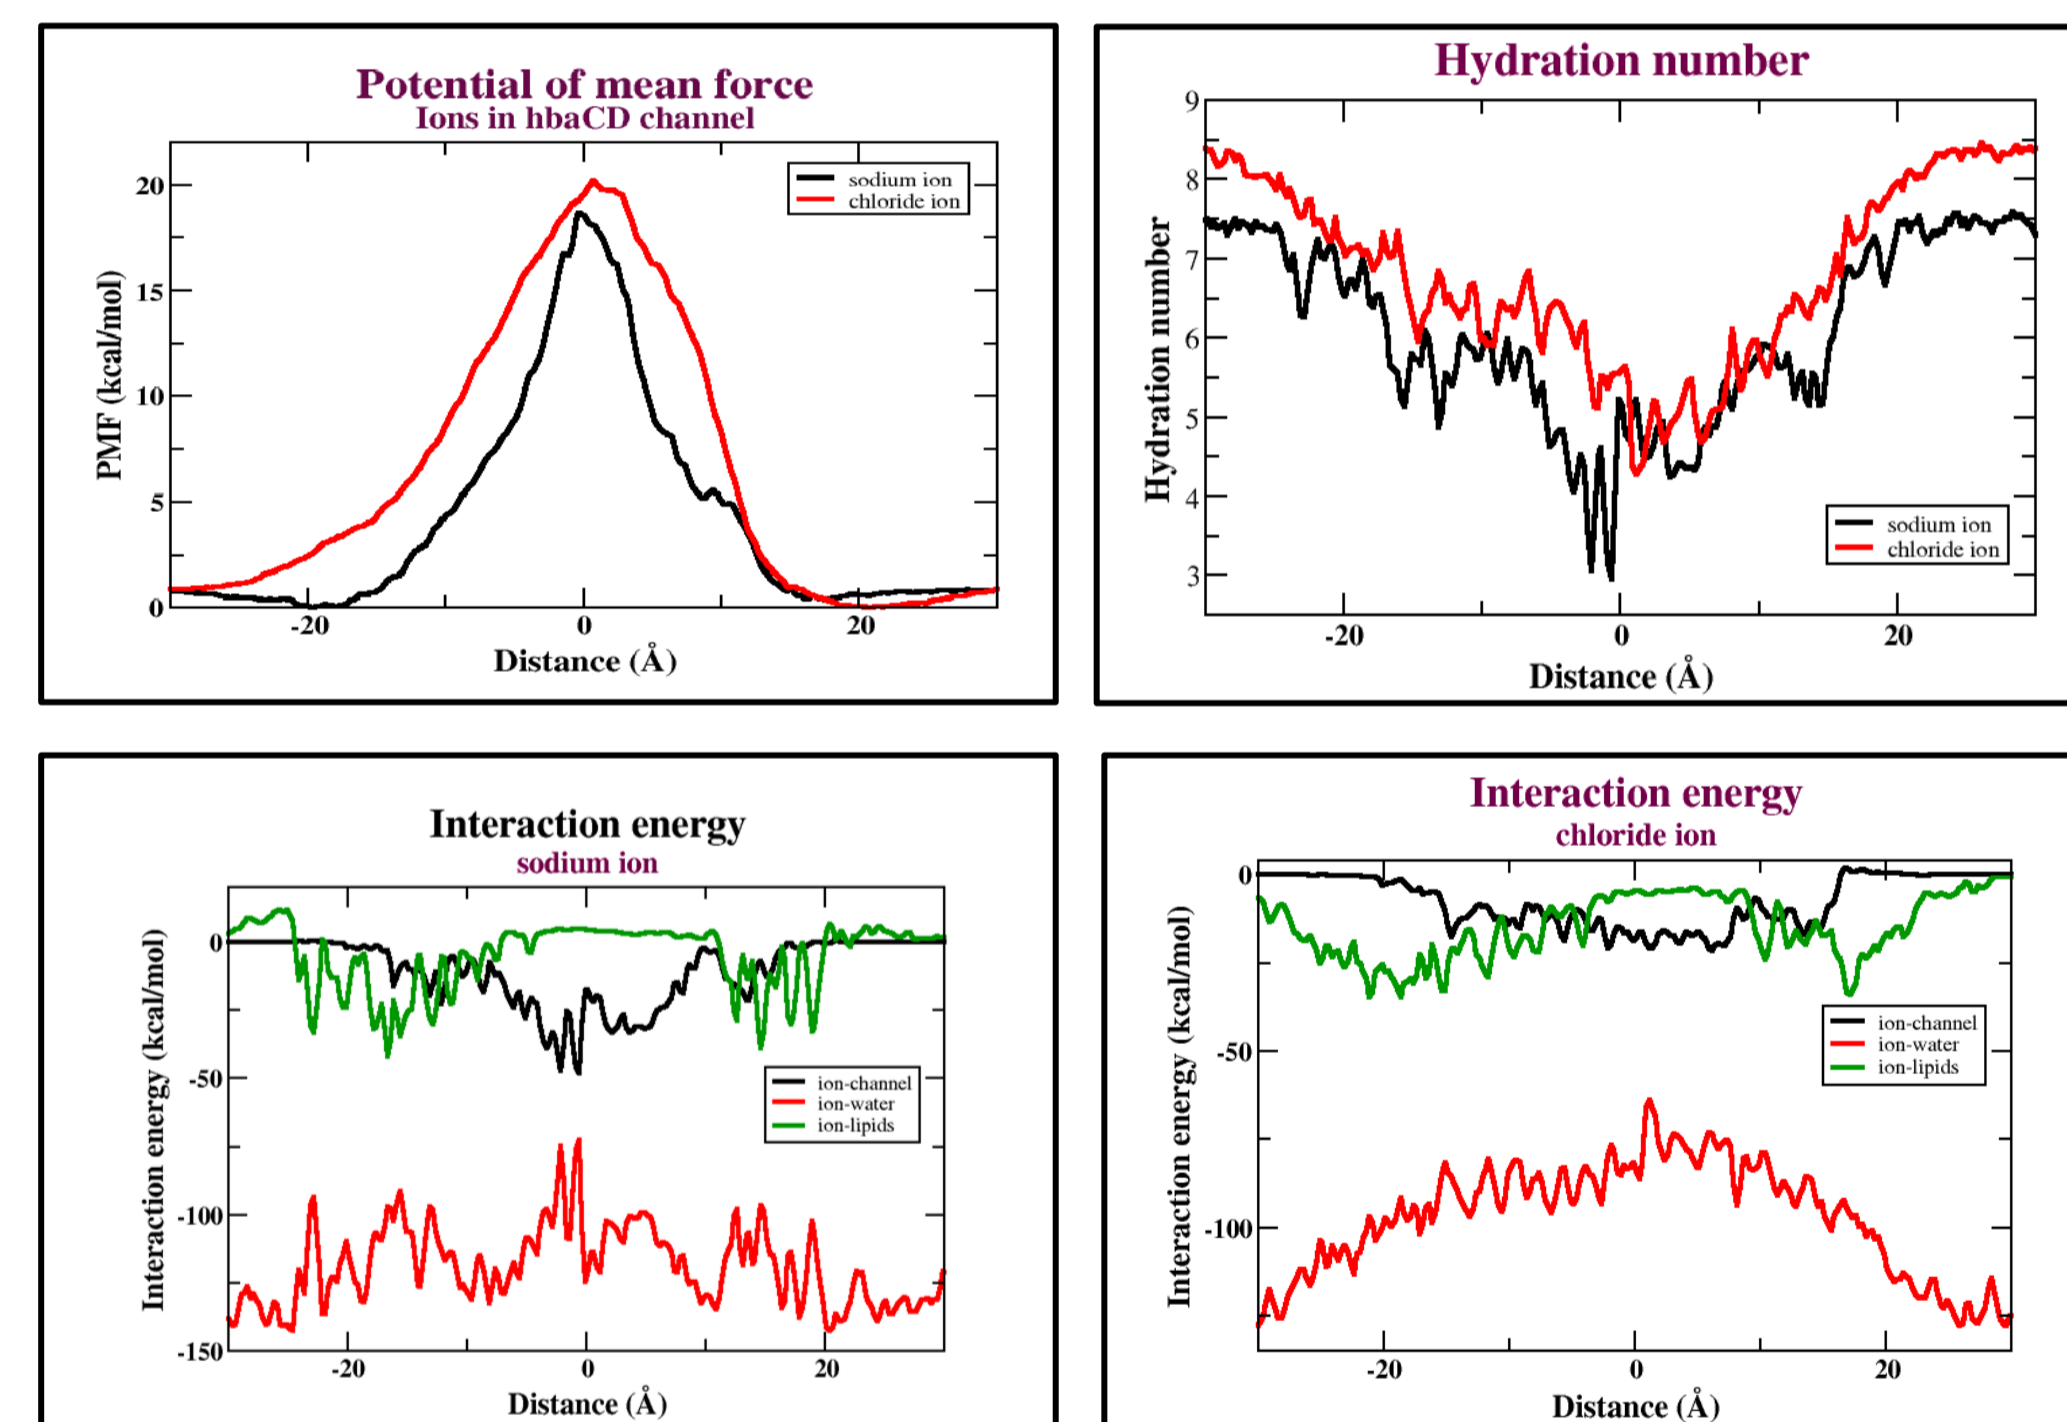 Potential of mean force
Ions in hbaCD channel
sodium ion
chloride ion
PMF (kcal/mol)
20
15
10
5
0
-20
0
20
Distance (Å)
Hydration number
sodium ion
chloride ion
Hydration number
9
8
7
6
5
4
3
-20
0
20
Distance (Å)
Interaction energy
sodium ion
ion-channel
ion-water
ion-lipids
Interaction energy (kcal/mol)
0
-50
-100
-150
-20
0
20
Distance (Å)
Interaction energy
chloride ion
ion-channel
ion-water
ion-lipids
Interaction energy (kcal/mol)
0
-50
-100
-20
0
20
Distance (Å)